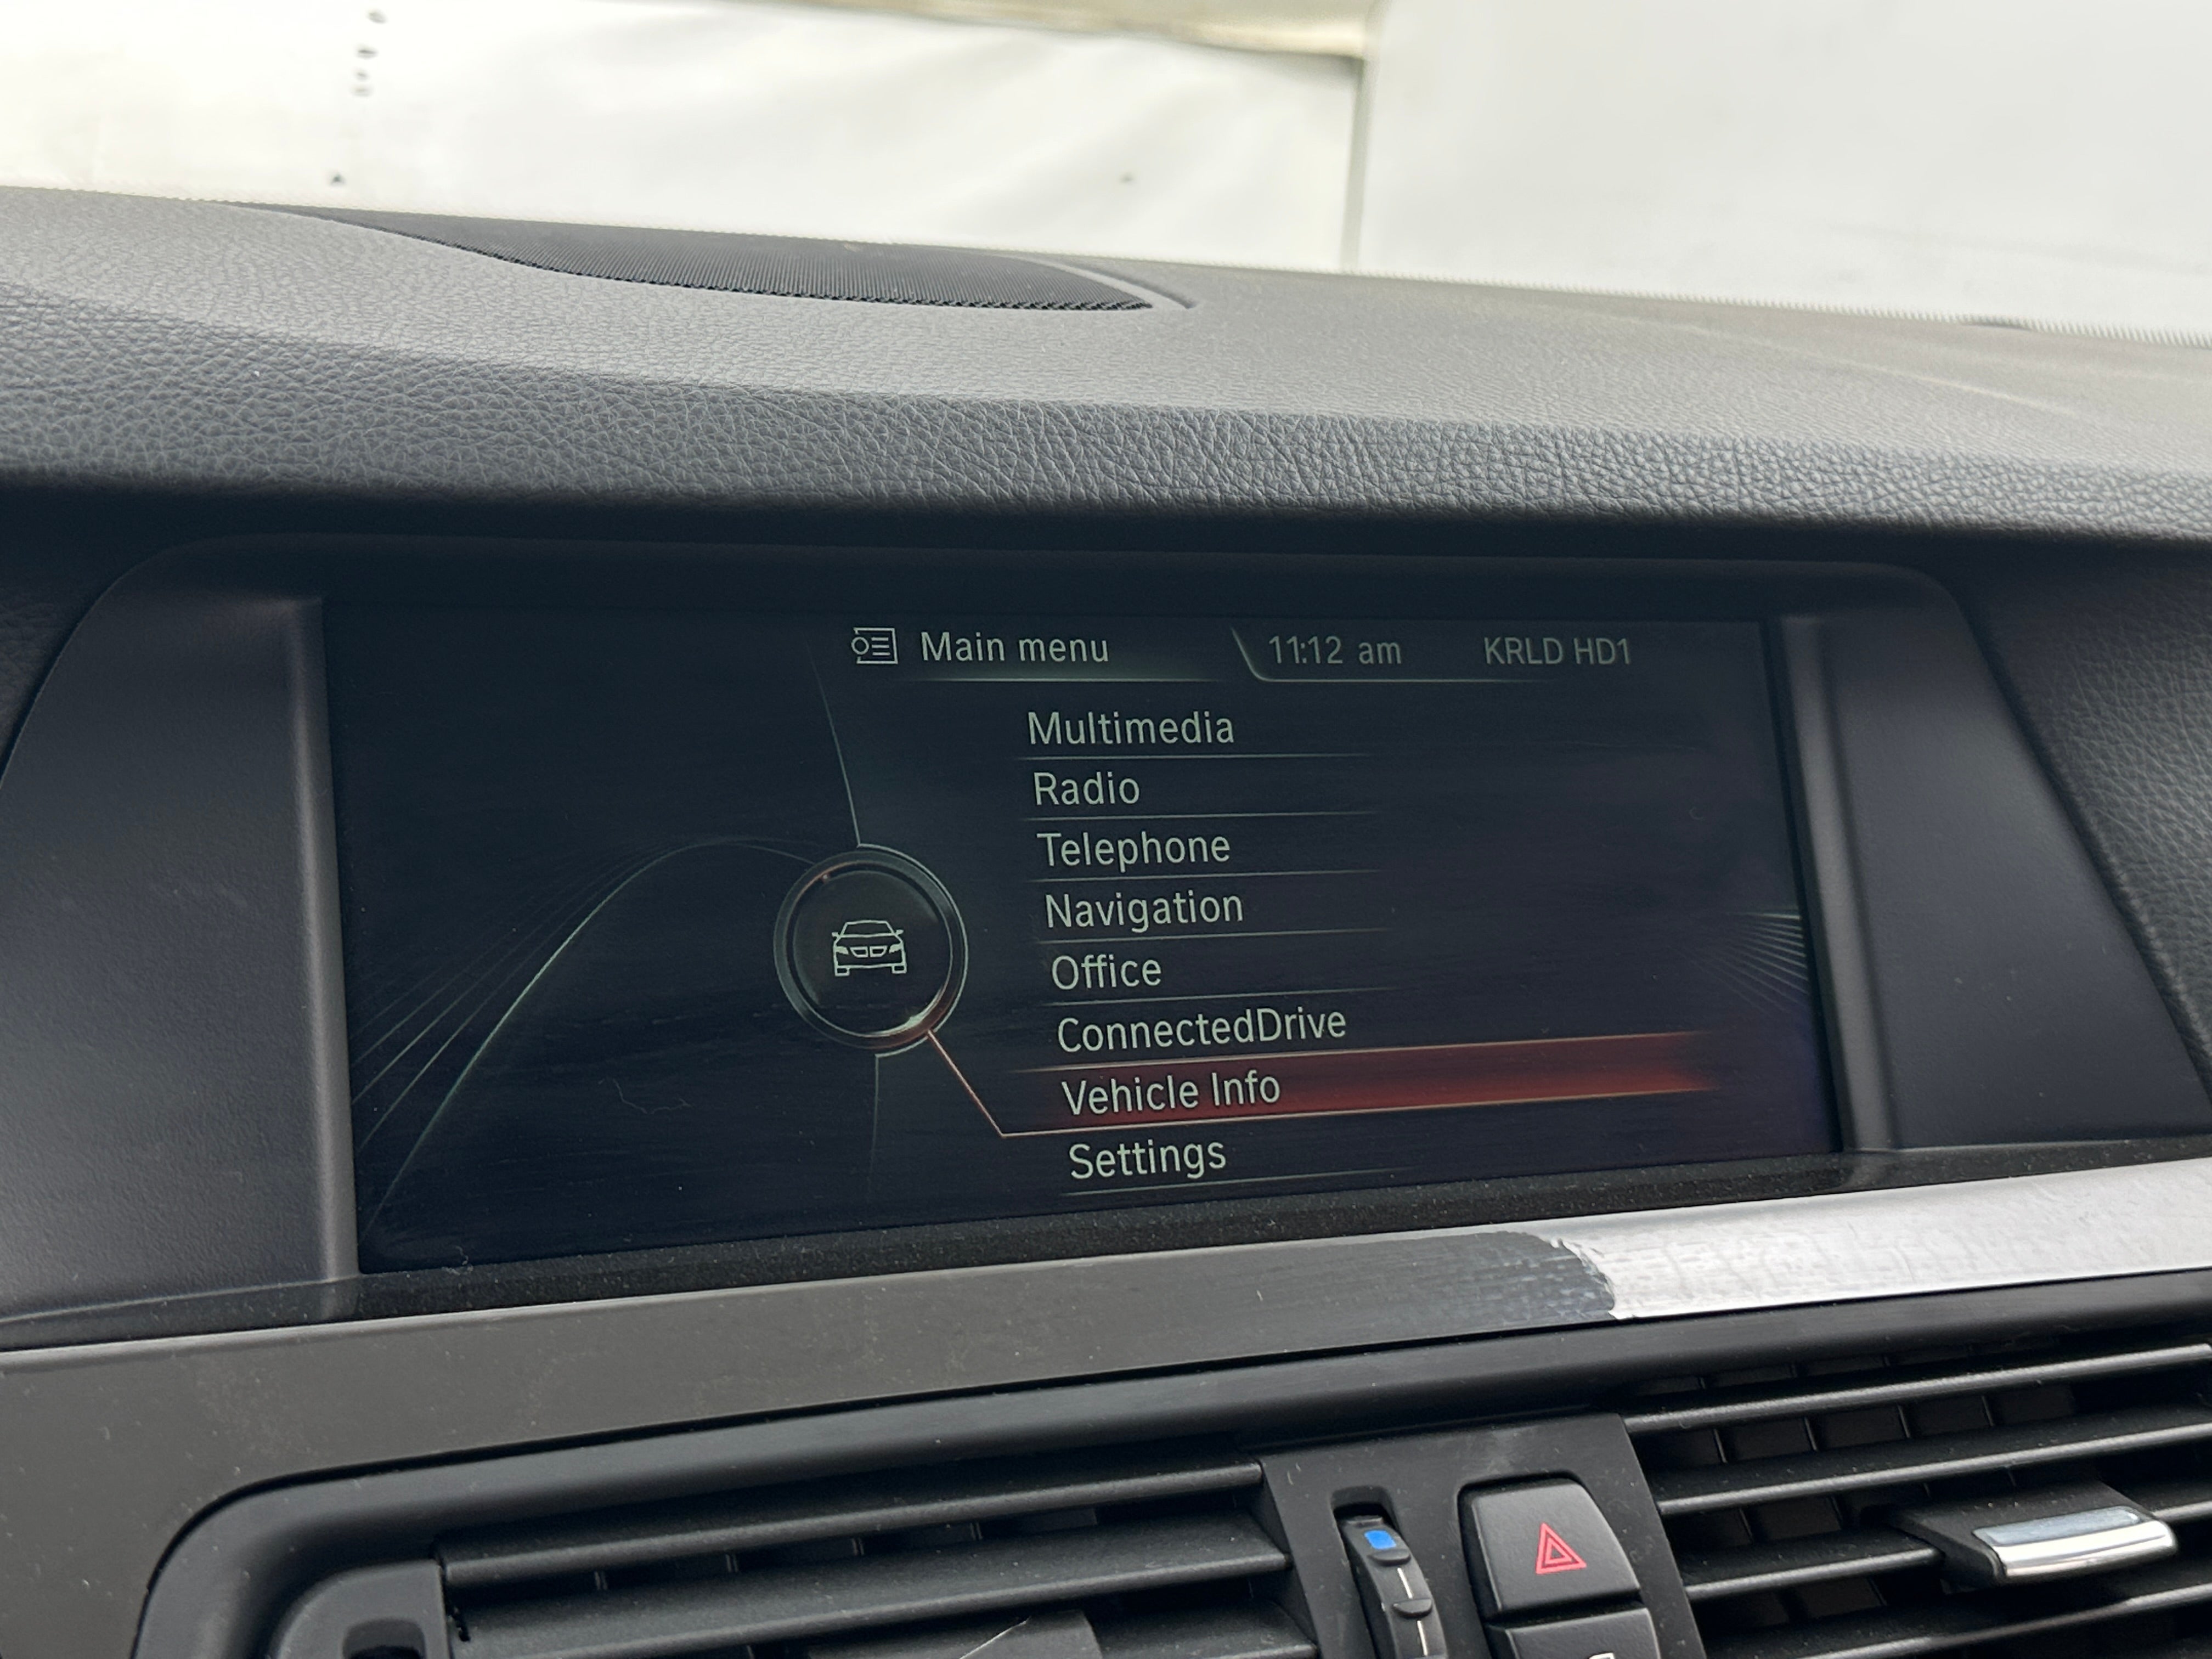 Main menu 11:12 am KRLD HD1
Multimedia
Radio
Telephone
Navigation
Office
ConnectedDrive
Vehicle Info
Settings